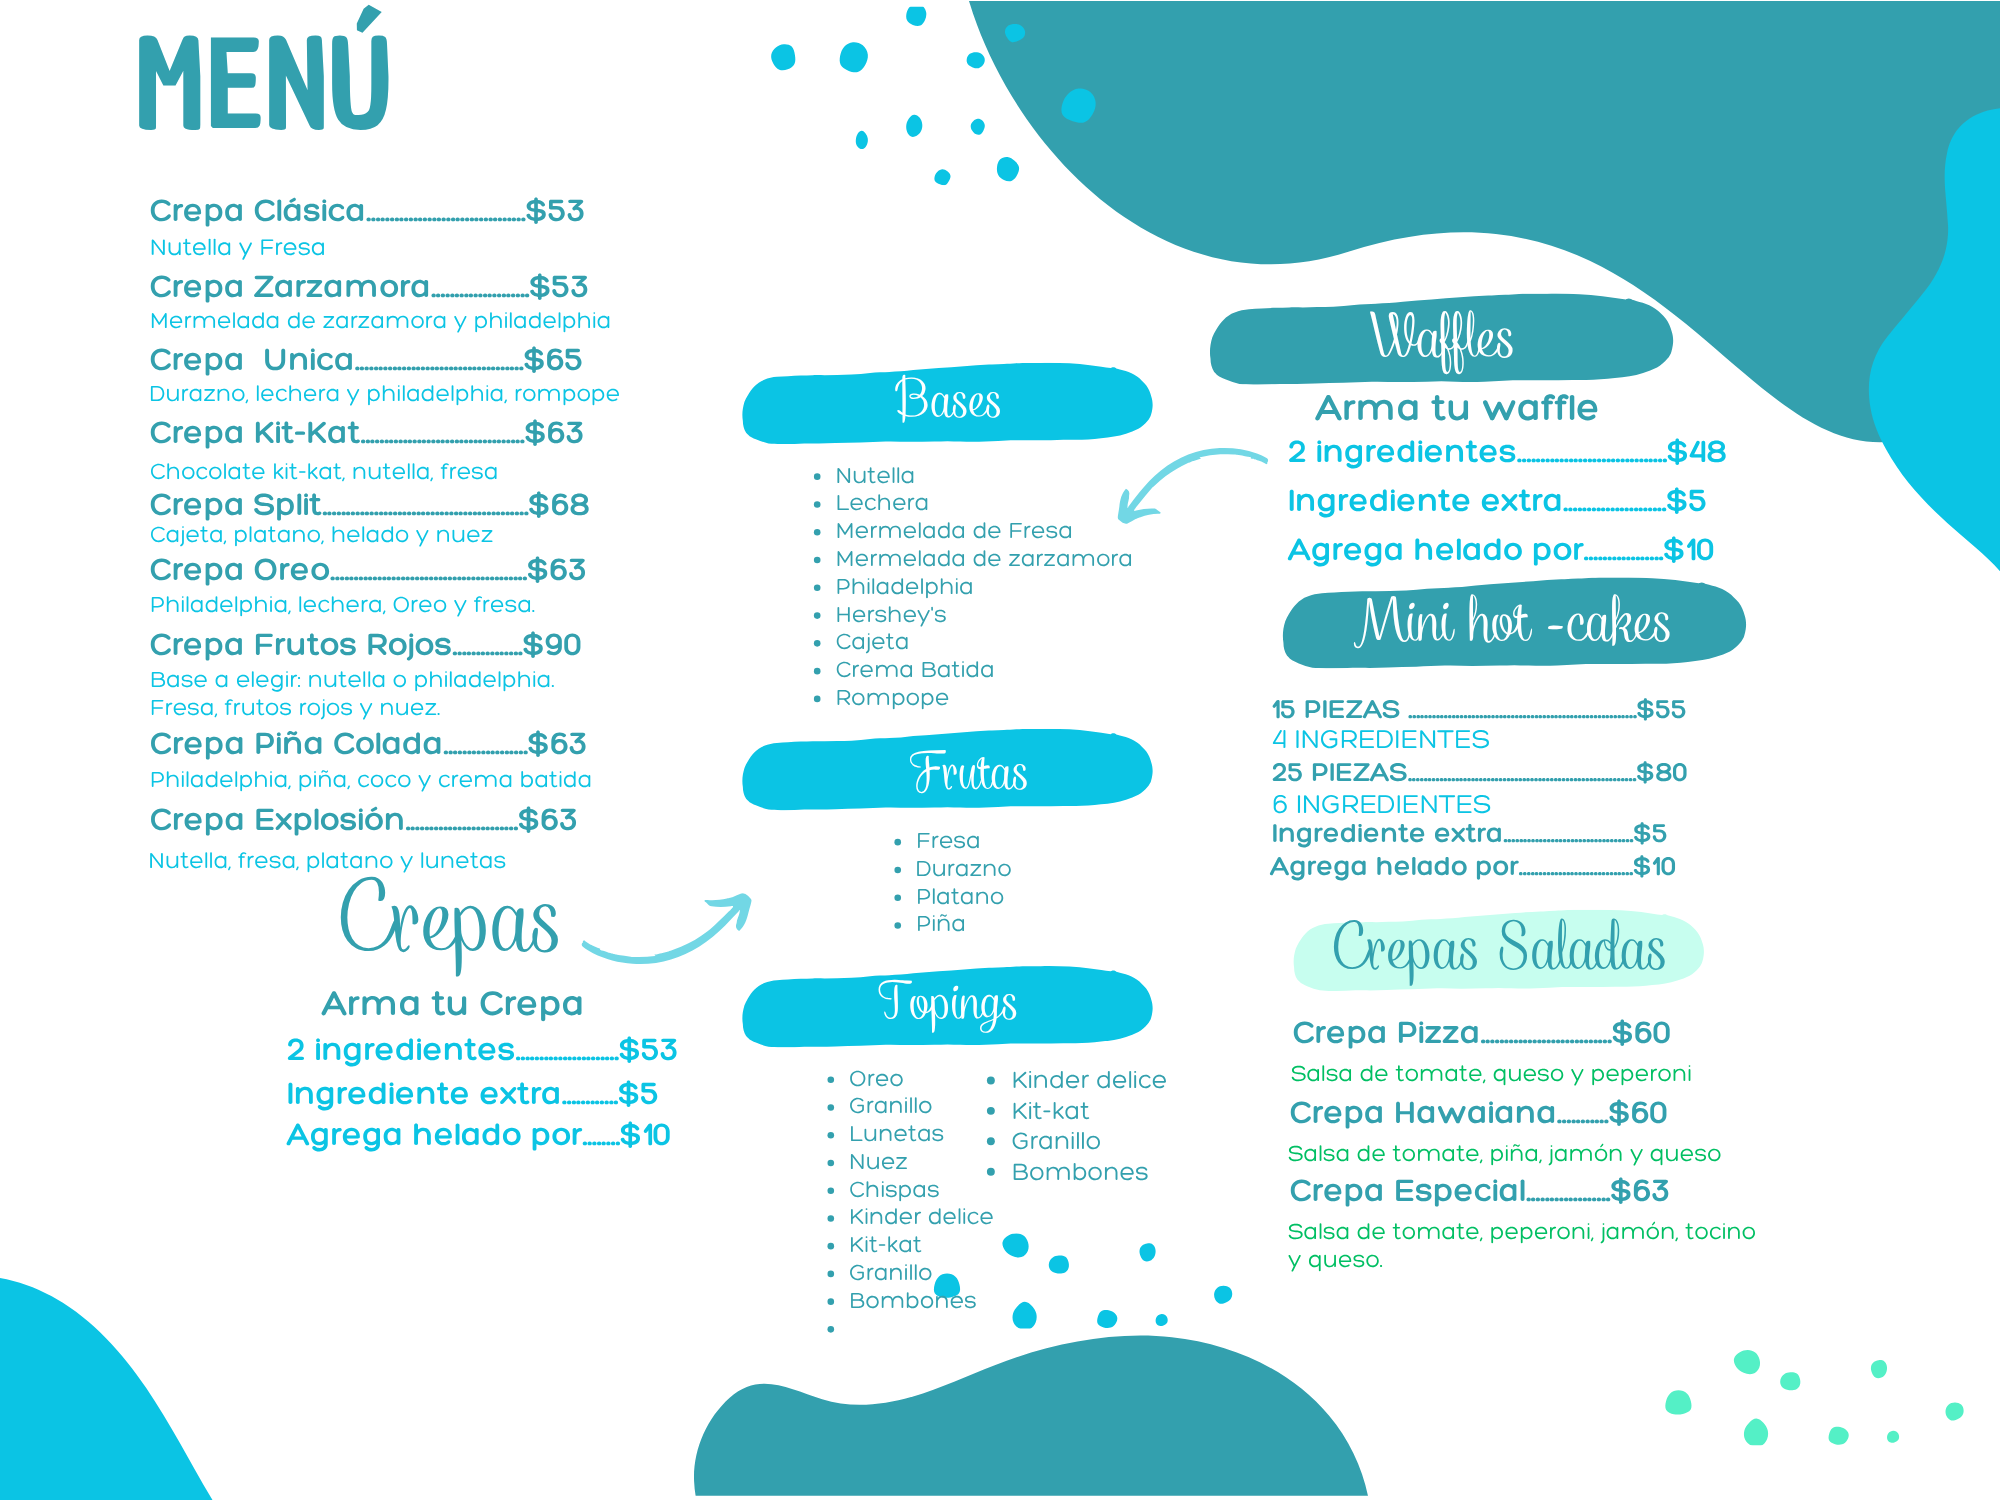 MENÚ
Crepa Clásica..................................$53
Nutella y Fresa
Crepa Zarzamora.....................$53
Mermelada de zarzamora y philadelphia
Crepa  Unica....................................$65
Durazno, lechera y philadelphia, rompope
Crepa Kit-Kat...................................$63
Chocolate kit-kat, nutella, fresa
Crepa Split............................................$68
Cajeta, platano, helado y nuez
Crepa Oreo..........................................$63
Philadelphia, lechera, Oreo y fresa.
Crepa Frutos Rojos...............$90
Base a elegir: nutella o philadelphia.
Fresa, frutos rojos y nuez.
Crepa Piña Colada..................$63
Philadelphia, piña, coco y crema batida
Crepa Explosión........................$63
Nutella, fresa, platano y lunetas
Crepas
Arma tu Crepa
2 ingredientes......................$53
Ingrediente extra............$5
Agrega helado por........$10
Bases
• Nutella
• Lechera
• Mermelada de Fresa
• Mermelada de zarzamora
• Philadelphia
• Hershey's
• Cajeta
• Crema Batida
• Rompope
Frutas
• Fresa
• Durazno
• Platano
• Piña
Topings
• Oreo
• Granillo
• Lunetas
• Nuez
• Chispas
• Kinder delice
• Kit-kat
• Granillo
• Bombones
•
• Kinder delice
• Kit-kat
• Granillo
• Bombones
Waffles
Arma tu waffle
2 ingredientes................................$48
Ingrediente extra......................$5
Agrega helado por.................$10
Mini hot -cakes
15 PIEZAS .........................................................$55
4 INGREDIENTES
25 PIEZAS.........................................................$80
6 INGREDIENTES
Ingrediente extra................................$5
Agrega helado por............................$10
Crepas Saladas
Crepa Pizza............................$60
Salsa de tomate, queso y peperoni
Crepa Hawaiana...........$60
Salsa de tomate, piña, jamón y queso
Crepa Especial..................$63
Salsa de tomate, peperoni, jamón, tocino
y queso.